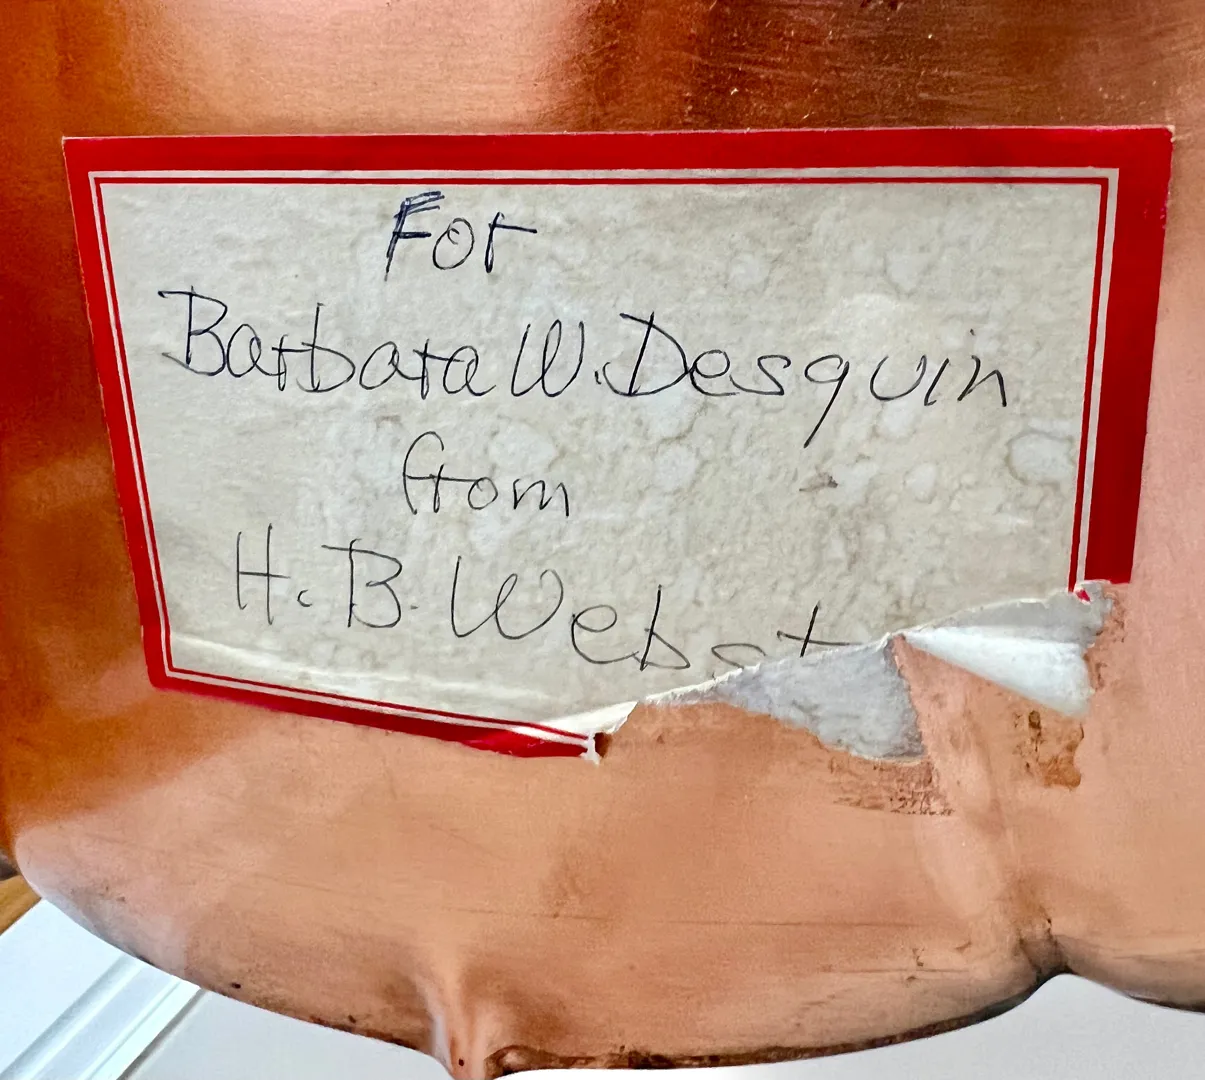 For
Barbara W. Desquin
from
H. B. Webst